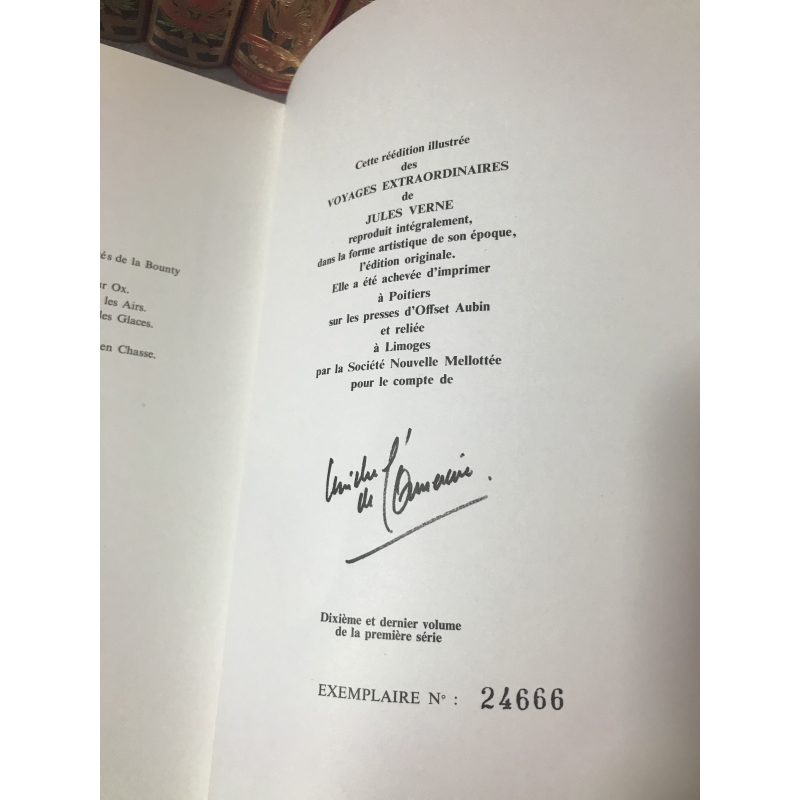 és de la Bounty
r Ox.
les Airs.
les Glaces.
en Chasse.
Cette réédition illustrée
des
VOYAGES EXTRAORDINAIRES
de
JULES VERNE
reproduit intégralement,
dans la forme artistique de son époque,
l'édition originale.
Elle a été achevée d'imprimer
à Poitiers
sur les presses d'Offset Aubin
et reliée
à Limoges
par la Société Nouvelle Mellottée
pour le compte de
de
Dixième et dernier volume
de la première série
EXEMPLAIRE N° : 24666